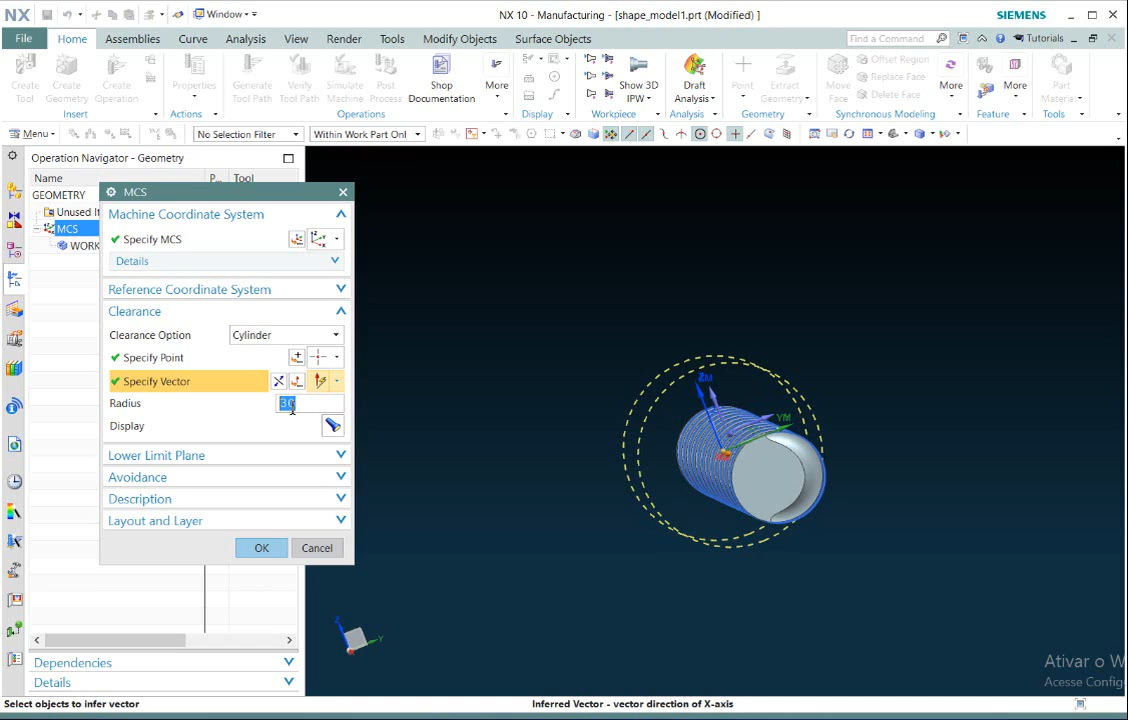 NX
Window
NX 10 - Manufacturing - [shape_model1.prt (Modified) ]
SIEMENS
File
Home
Assemblies
Curve
Analysis
View
Render
Tools
Modify Objects
Surface Objects
Find a Command
Tutorials
Create Tool
Create Geometry
Create Operation
Properties
Generate Tool Path
Verify Tool Path
Simulate Machine
Post Process
Shop Documentation
More
Show 3D IPW
Draft Analysis
Point
Extract Geometry
Move Face
Offset Region
Replace Face
Delete Face
More
More
Part Material
Insert
Actions
Operations
Display
Workpiece
Analysis
Geometry
Synchronous Modeling
Feature
Tools
Menu
No Selection Filter
Within Work Part Onl
Operation Navigator - Geometry
Name
P...
Tool
GEOMETRY
Unused It
MCS
WORK
MCS
Machine Coordinate System
Specify MCS
Details
Reference Coordinate System
Clearance
Clearance Option
Cylinder
Specify Point
Specify Vector
Radius
30
Display
Lower Limit Plane
Avoidance
Description
Layout and Layer
OK
Cancel
ZM
YM
Z
Y
Dependencies
Details
Ativar o W
Acesse Config
Select objects to infer vector
Inferred Vector - vector direction of X-axis